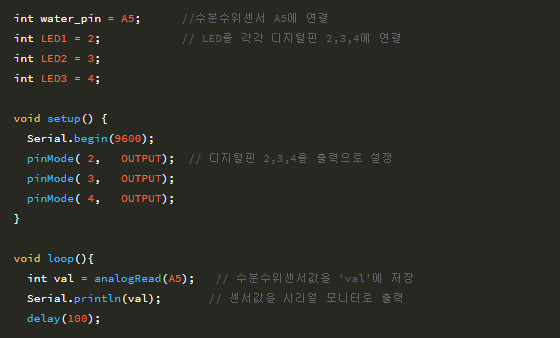 int water_pin = A5;      //수분수위센서 A5에 연결
int LED1 = 2;            // LED를 각각 디지털핀 2,3,4에 연결
int LED2 = 3;
int LED3 = 4;
void setup() {
  Serial.begin(9600);
  pinMode( 2,   OUTPUT);  // 디지털핀 2,3,4를 출력으로 설정
  pinMode( 3,   OUTPUT);
  pinMode( 4,   OUTPUT);
}
void loop(){
  int val = analogRead(A5);   // 수분수위센서값을 'val'에 저장
  Serial.println(val);       // 센서값을 시리얼 모니터로 출력
  delay(100);